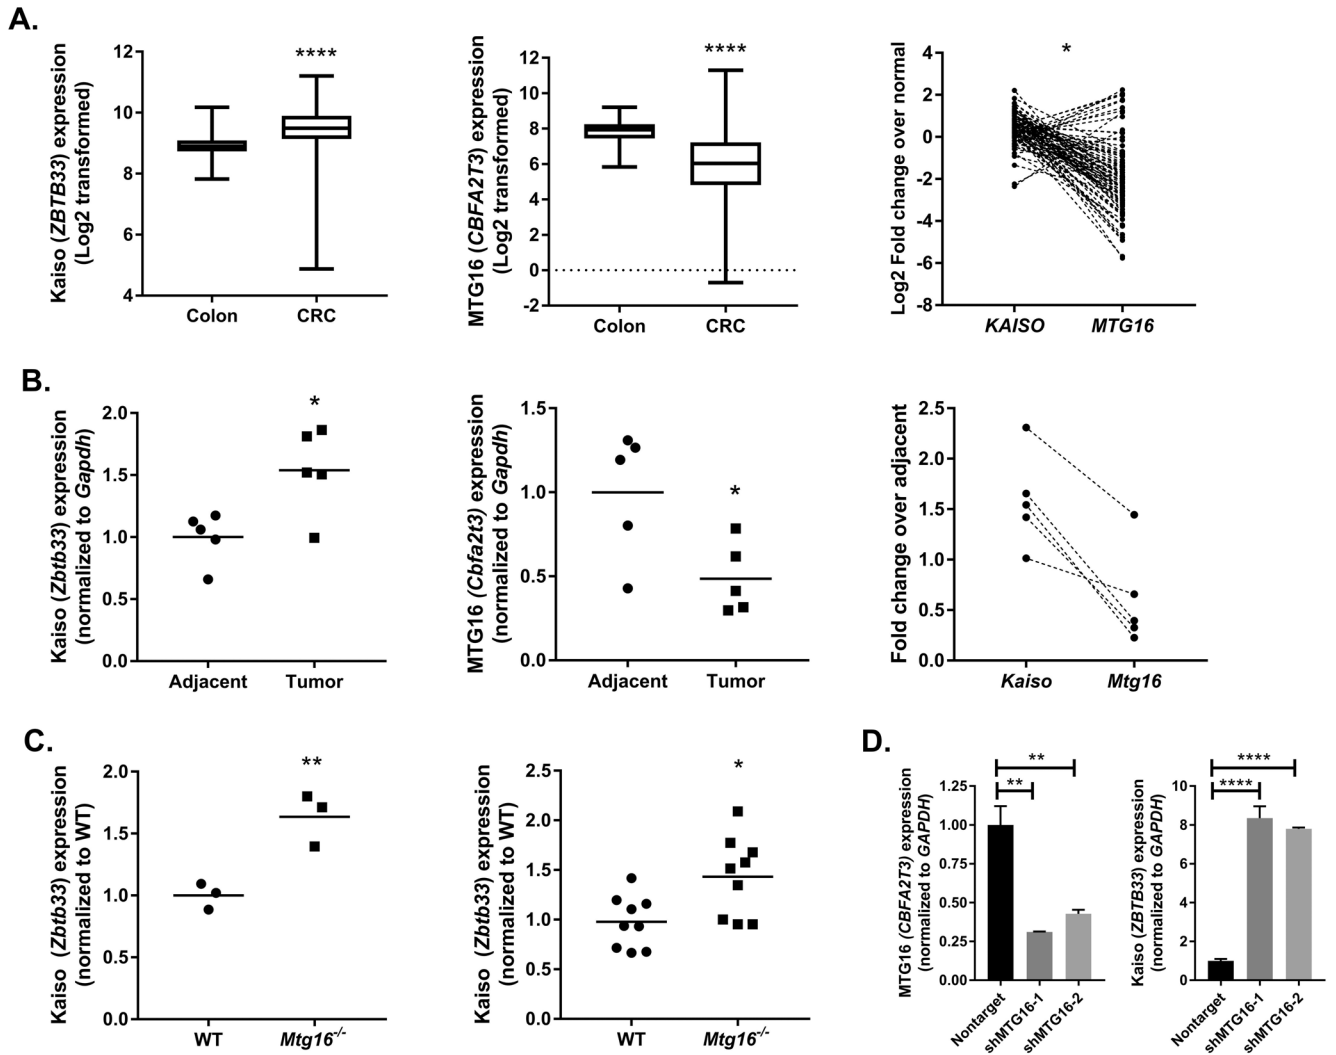 A.
Kaiso (ZBTB33) expression
(Log2 transformed)
12
10
8
6
4
****
Colon
CRC
MTG16 (CBFA2T3) expression
(Log2 transformed)
12
10
8
6
4
2
0
-2
****
Colon
CRC
Log2 Fold change over normal
4
2
0
-2
-4
-6
-8
*
KAISO
MTG16
B.
Kaiso (Zbtb33) expression
(normalized to Gapdh)
2.0
1.5
1.0
0.5
0.0
*
Adjacent
Tumor
MTG16 (Cbfa2t3) expression
(normalized to Gapdh)
1.5
1.0
0.5
0.0
*
Adjacent
Tumor
Fold change over adjacent
2.5
2.0
1.5
1.0
0.5
0.0
Kaiso
Mtg16
C.
Kaiso (Zbtb33) expression
(normalized to WT)
2.0
1.5
1.0
0.5
0.0
**
WT
Mtg16-/-
Kaiso (Zbtb33) expression
(normalized to WT)
2.5
2.0
1.5
1.0
0.5
0.0
*
WT
Mtg16-/-
D.
MTG16 (CBFA2T3) expression
(normalized to GAPDH)
1.25
1.00
0.75
0.50
0.25
0.00
**
**
Nontarget
shMTG16-1
shMTG16-2
Kaiso (ZBTB33) expression
(normalized to GAPDH)
10
8
6
4
2
0
****
****
Nontarget
shMTG16-1
shMTG16-2